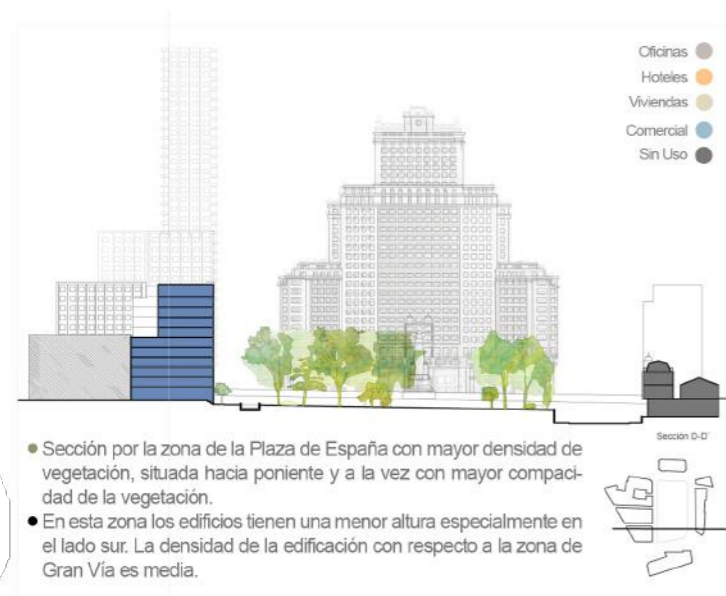 Oficinas
Hoteles
Viviendas
Comercial
Sin Uso
Sección D-D'
Sección por la zona de la Plaza de España con mayor densidad de
vegetación, situada hacia poniente y a la vez con mayor compaci-
dad de la vegetación.
En esta zona los edificios tienen una menor altura especialmente en
el lado sur. La densidad de la edificación con respecto a la zona de
Gran Vía es media.